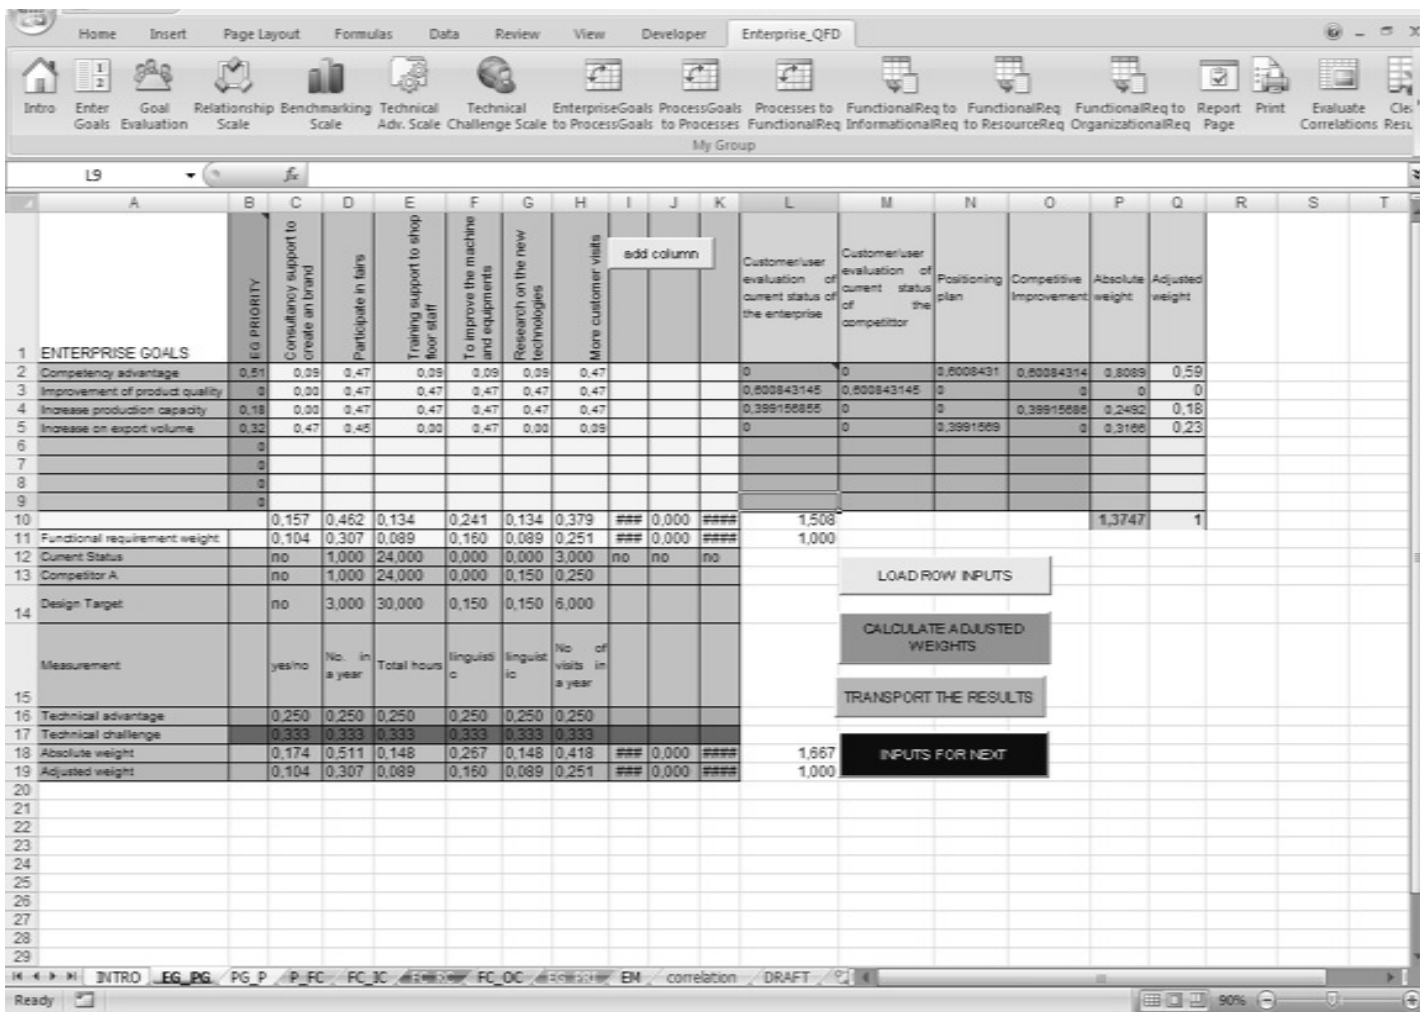 Home Insert Page Layout Formulas Data Review View Developer Enterprise_QFD
Intro Enter Goals Goal Evaluation Relationship Scale Benchmarking Scale Technical Adv. Scale Technical Challenge Scale EnterpriseGoals to ProcessGoals ProcessGoals to Processes Processes to FunctionalReq FunctionalReq to InformationalReq FunctionalReq to ResourceReq FunctionalReq to OrganizationalReq Report Page Print Evaluate Correlations
My Group
L9 fx
A B C D E F G H I J K L M N O P Q R S T
1 ENTERPRISE GOALS
EG PRIORITY
Consultancy support to create an brand
Participate in fairs
Training support to shop floor staff
To improve the machine and equipments
Research on the new technologies
More customer visits
add column
Customer/user evaluation of current status of the enterprise
Customer/user evaluation of current status of the competittor
Positioning plan
Competitive Improvement
Absolute weight
Adjusted weight
2 Competency advantage 0,51 0,09 0,47 0,09 0,09 0,09 0,47 0 0 0,6008431 0,60084314 0,8089 0,59
3 Improvement of product quality 0 0,00 0,47 0,47 0,47 0,47 0,47 0,600843145 0,600843145 0 0 0 0
4 Increase production capacity 0,18 0,00 0,47 0,47 0,47 0,47 0,47 0,399156855 0 0 0,39915686 0,2492 0,18
5 Increase on export volume 0,32 0,47 0,45 0,00 0,47 0,00 0,09 0 0 0,3991569 0 0,3166 0,23
6 0
7 0
8 0
9 0
10 0,157 0,462 0,134 0,241 0,134 0,379 ### 0,000 #### 1,508 1,3747 1
11 Functional requirement weight 0,104 0,307 0,089 0,160 0,089 0,251 ### 0,000 #### 1,000
12 Current Status no 1,000 24,000 0,000 0,000 3,000 no no no
13 Competitor A no 1,000 24,000 0,000 0,150 0,250
LOAD ROW INPUTS
14 Design Target no 3,000 30,000 0,150 0,150 6,000
CALCULATE ADJUSTED WEIGHTS
15 Measurement yes/no No. in a year Total hours linguistic linguistic No of visits in a year
TRANSPORT THE RESULTS
16 Technical advantage 0,250 0,250 0,250 0,250 0,250 0,250
17 Technical challenge 0,333 0,333 0,333 0,333 0,333 0,333
18 Absolute weight 0,174 0,511 0,148 0,267 0,148 0,418 ### 0,000 #### 1,667
INPUTS FOR NEXT
19 Adjusted weight 0,104 0,307 0,089 0,160 0,089 0,251 ### 0,000 #### 1,000
20
21
22
23
24
25
26
27
28
29
INTRO EG_PG PG_P P_FC FC_IC FC_OC EM correlation DRAFT
Ready 90%